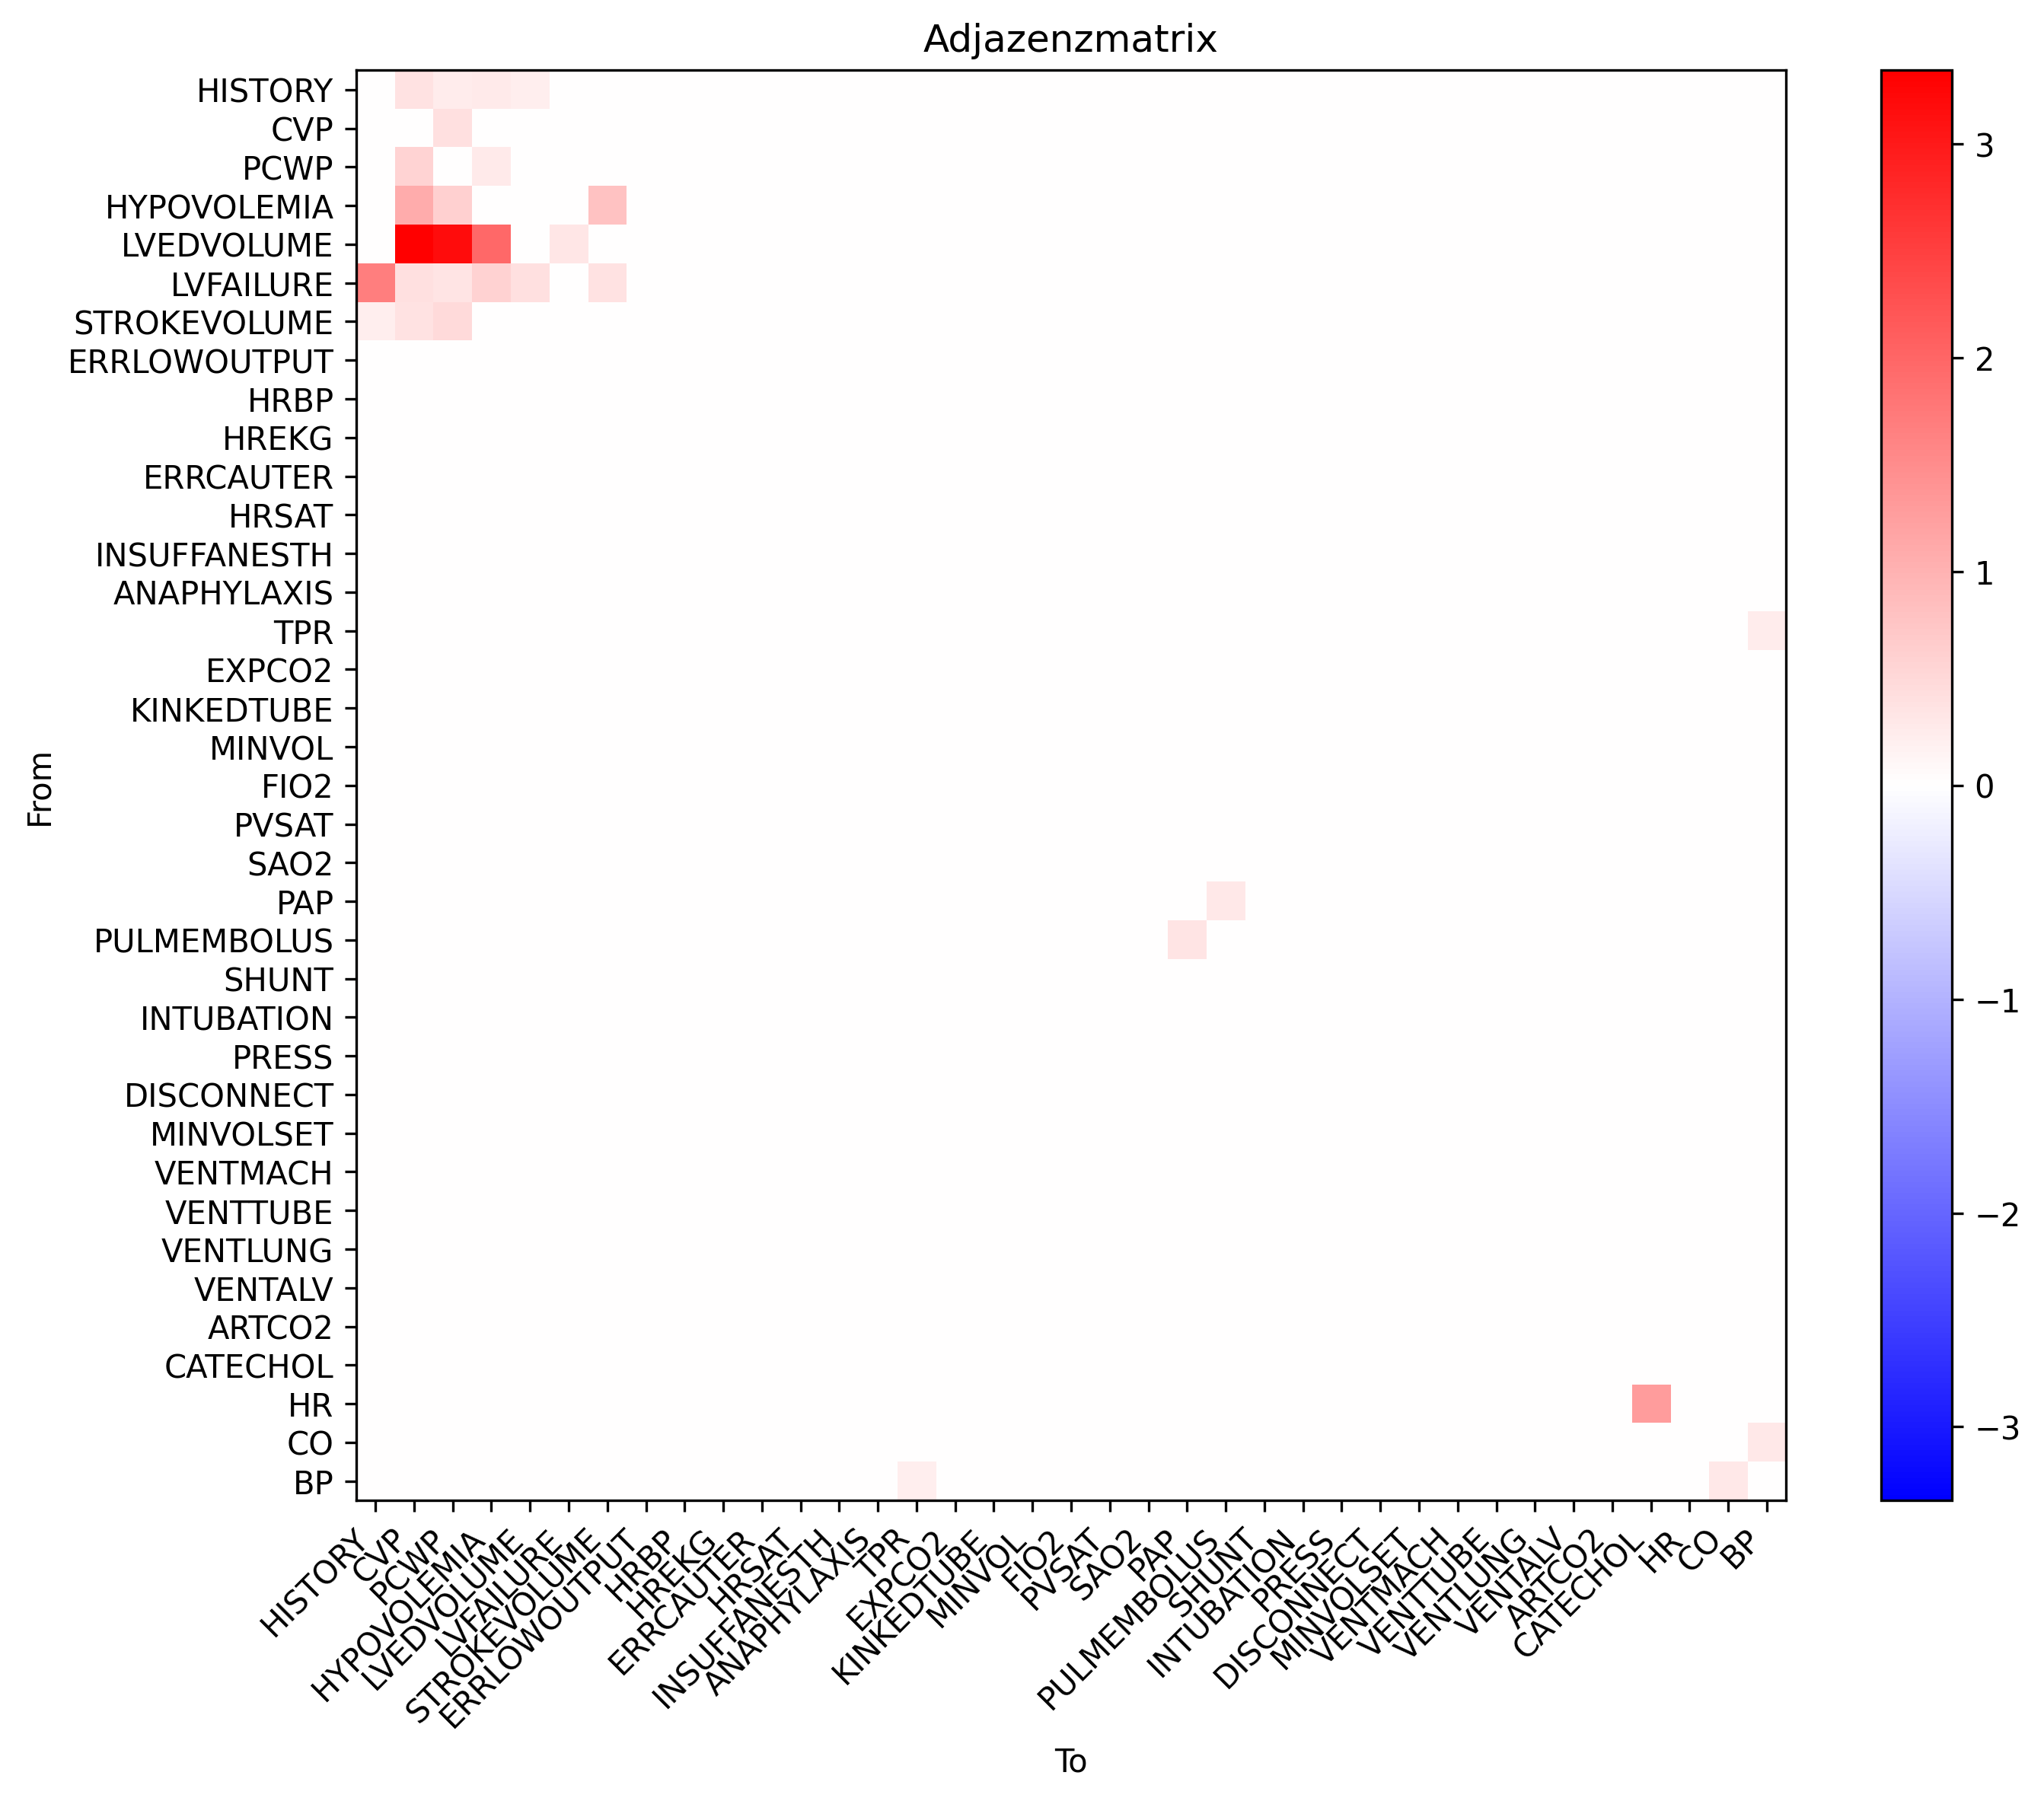 Adjazenzmatrix
From
HISTORY
CVP
PCWP
HYPOVOLEMIA
LVEDVOLUME
LVFAILURE
STROKEVOLUME
ERRLOWOUTPUT
HRBP
HREKG
ERRCAUTER
HRSAT
INSUFFANESTH
ANAPHYLAXIS
TPR
EXPCO2
KINKEDTUBE
MINVOL
FIO2
PVSAT
SAO2
PAP
PULMEMBOLUS
SHUNT
INTUBATION
PRESS
DISCONNECT
MINVOLSET
VENTMACH
VENTTUBE
VENTLUNG
VENTALV
ARTCO2
CATECHOL
HR
CO
BP
HISTORY
CVP
PCWP
HYPOVOLEMIA
LVEDVOLUME
LVFAILURE
STROKEVOLUME
ERRLOWOUTPUT
HRBP
HREKG
ERRCAUTER
HRSAT
INSUFFANESTH
ANAPHYLAXIS
TPR
EXPCO2
KINKEDTUBE
MINVOL
FIO2
PVSAT
SAO2
PAP
PULMEMBOLUS
SHUNT
INTUBATION
PRESS
DISCONNECT
MINVOLSET
VENTMACH
VENTTUBE
VENTLUNG
VENTALV
ARTCO2
CATECHOL
HR
CO
BP
To
3
2
1
0
−1
−2
−3